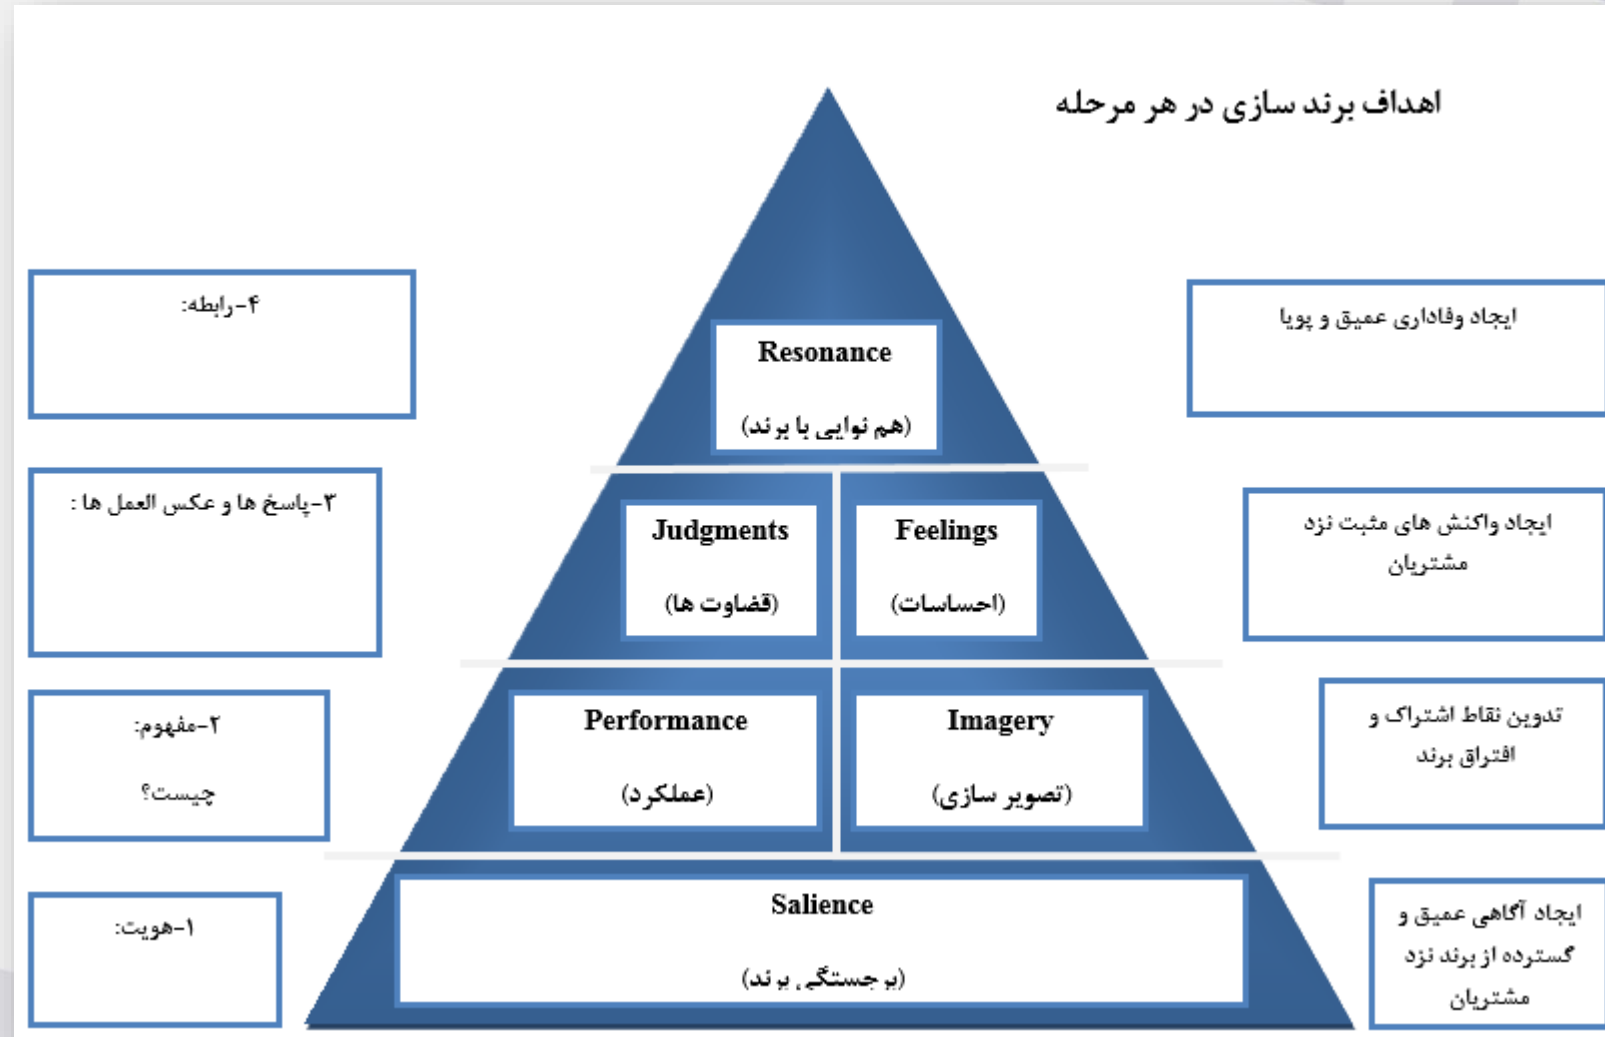 اهداف برند سازی در هر مرحله
۴-رابطه:
Resonance
(هم نوایی با برند)
ایجاد وفاداری عمیق و پویا
۳-پاسخ ها و عکس العمل ها :
Judgments
(قضاوت ها)
Feelings
(احساسات)
ایجاد واکنش های مثبت نزد
مشتریان
۲-مفهوم:
چیست؟
Performance
(عملکرد)
Imagery
(تصویر سازی)
تدوین نقاط اشتراک و
افتراق برند
۱-هویت:
Salience
(برجستگی برند)
ایجاد آگاهی عمیق و
گسترده از برند نزد
مشتریان